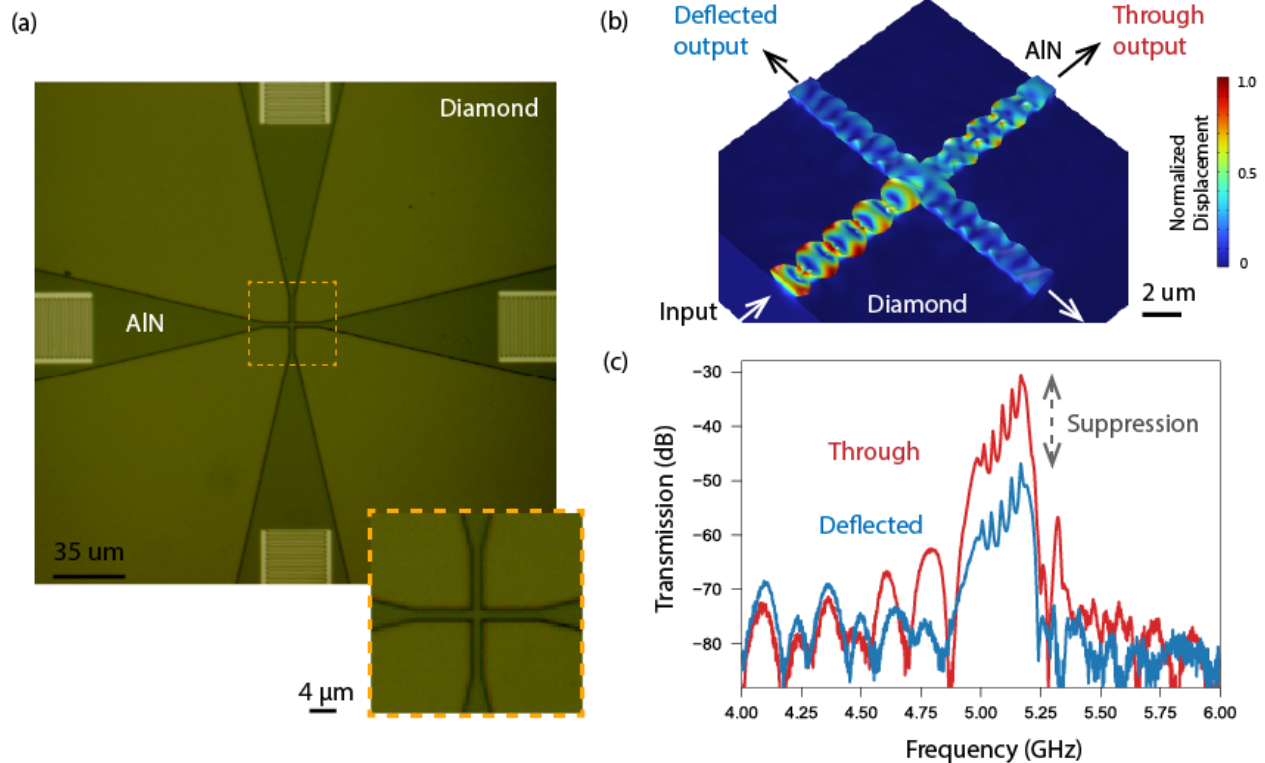 (a)
Diamond
AlN
35 um
4 μm
(b)
Deflected
output
Through
output
AlN
Input
Diamond
2 um
Normalized
Displacement
1.0
0.5
0
(c)
Transmission (dB)
−30
−40
−50
−60
−70
−80
Through
Deflected
Suppression
4.00 4.25 4.50 4.75 5.00 5.25 5.50 5.75 6.00
Frequency (GHz)